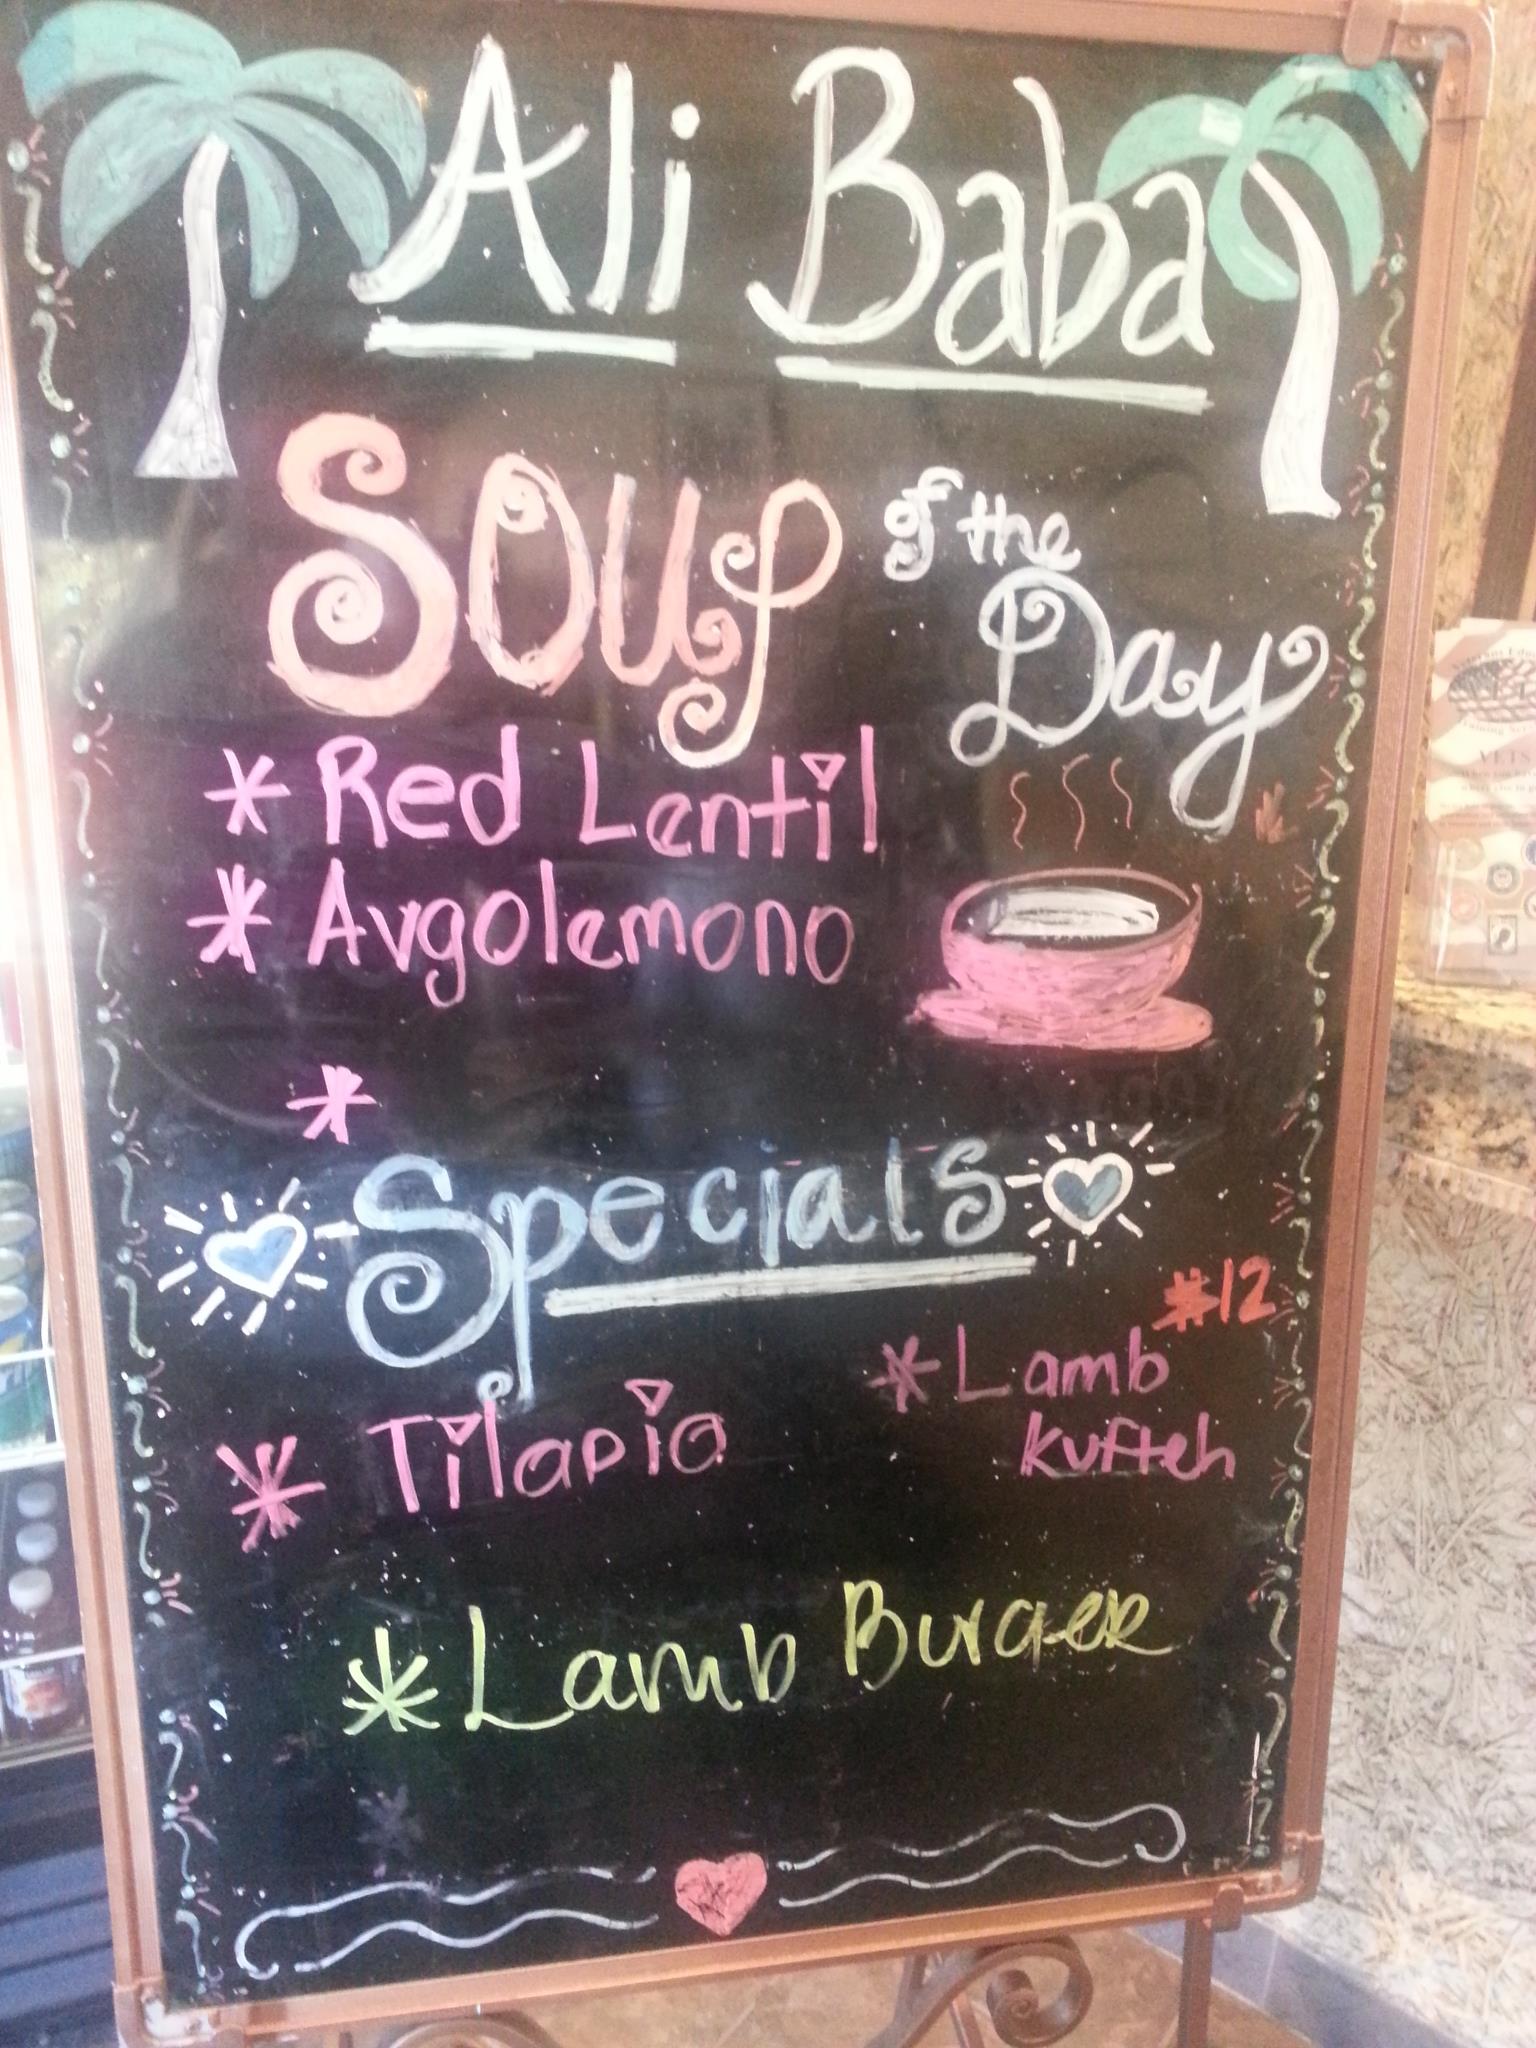 Ali Baba
Soup of the Day
* Red Lentil
* Avgolemono
*
Specials
#12
* Tilapia
* Lamb
Kufteh
* Lamb Burger